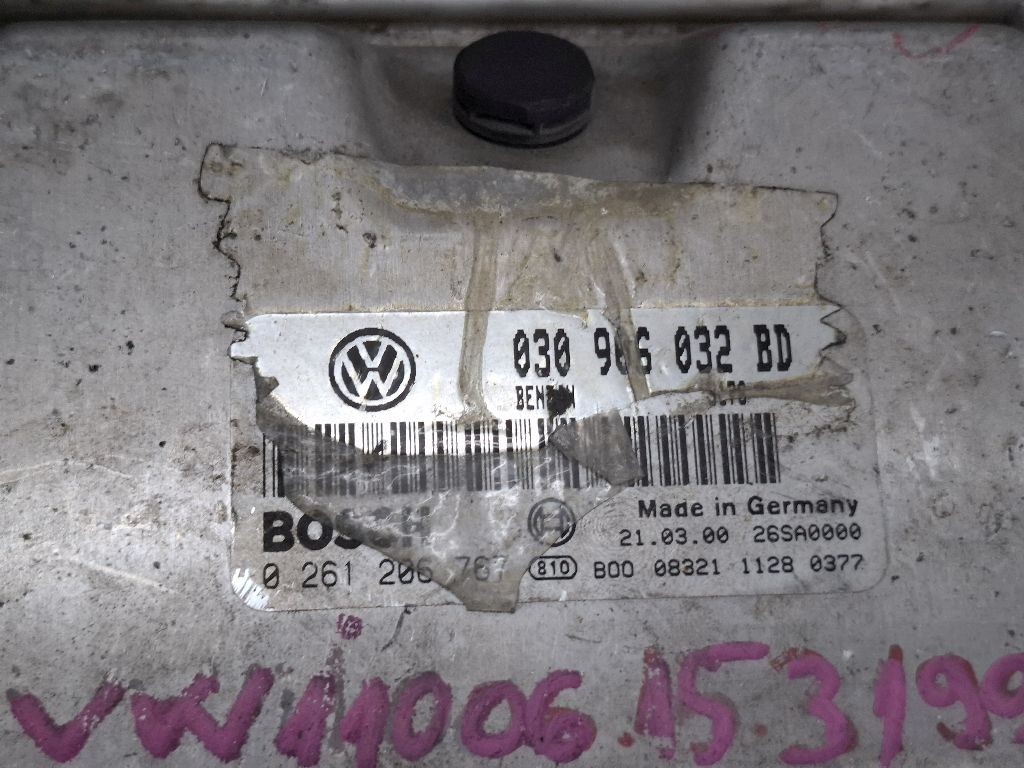 030 906 032 BD
BOSCH
Made in Germany
21.03.00 26SA0000
0 261 206 767 810 B00 08321 1128 0377
VW11006.15.3199